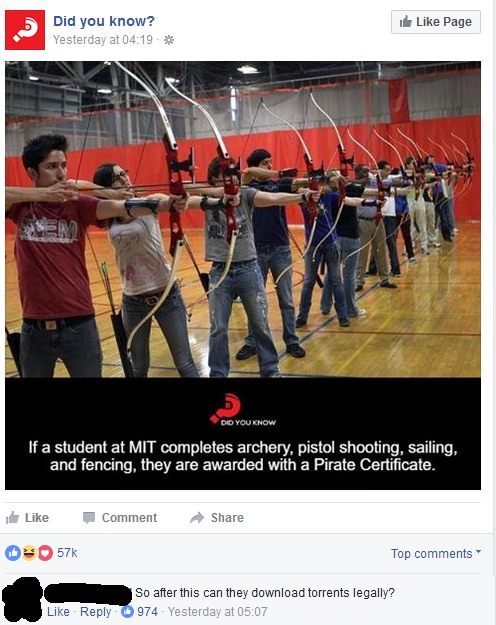 Did you know?
Like Page
Yesterday at 04:19 ·
DID YOU KNOW
If a student at MIT completes archery, pistol shooting, sailing,
and fencing, they are awarded with a Pirate Certificate.
Like Comment Share
57k Top comments
So after this can they download torrents legally?
Like · Reply · 974 · Yesterday at 05:07